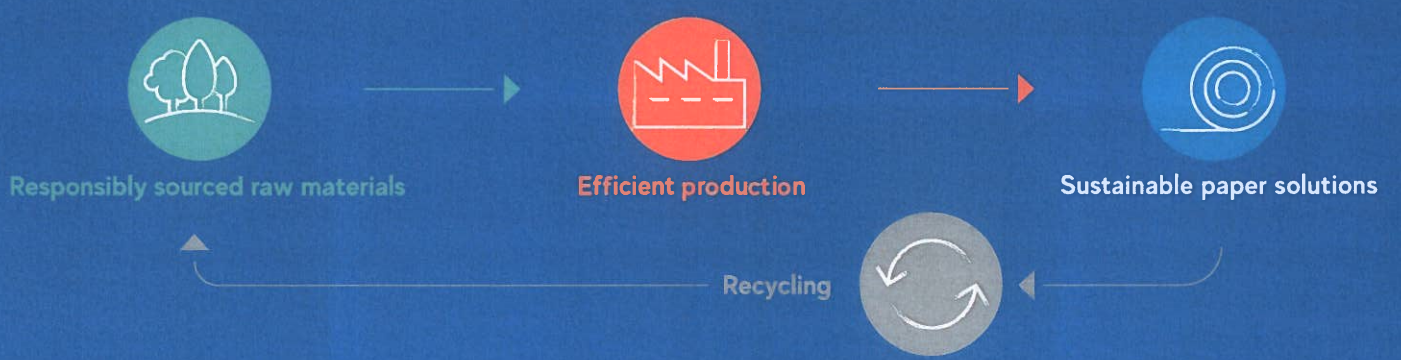 Responsibly sourced raw materials
Efficient production
Sustainable paper solutions
Recycling